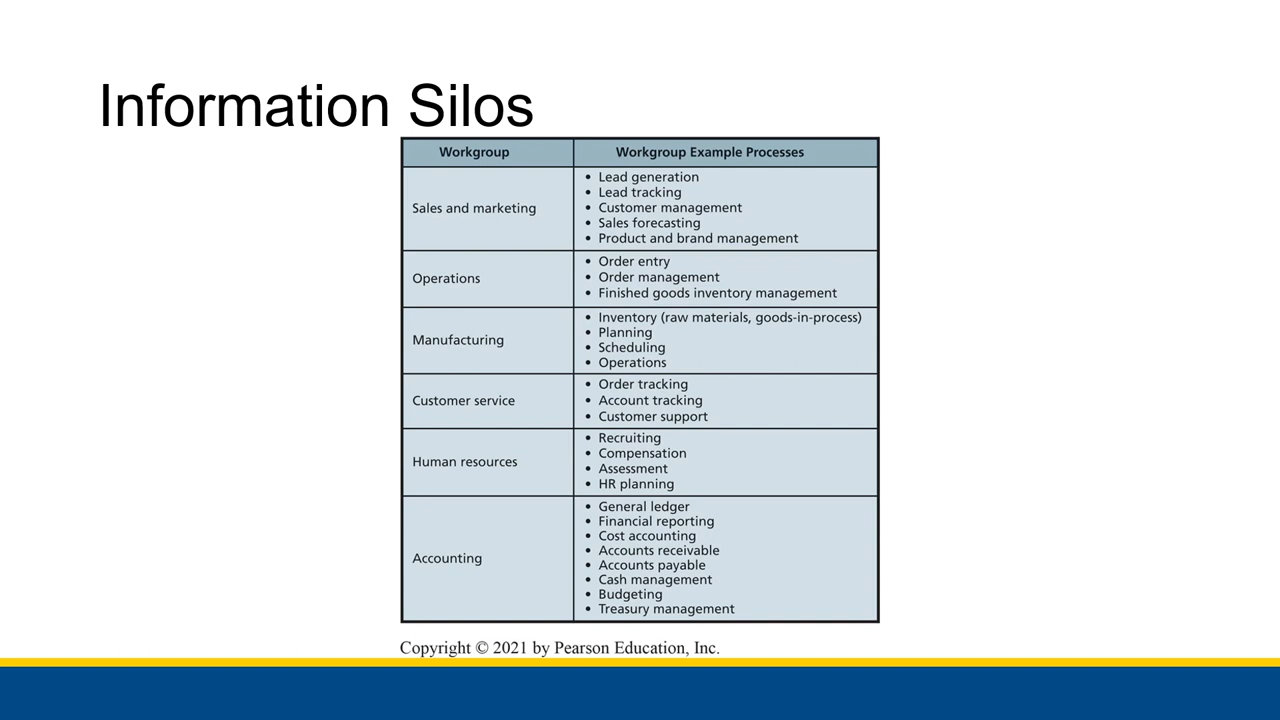 Information Silos
Workgroup
Workgroup Example Processes
Sales and marketing
• Lead generation
• Lead tracking
• Customer management
• Sales forecasting
• Product and brand management
Operations
• Order entry
• Order management
• Finished goods inventory management
Manufacturing
• Inventory (raw materials, goods-in-process)
• Planning
• Scheduling
• Operations
Customer service
• Order tracking
• Account tracking
• Customer support
Human resources
• Recruiting
• Compensation
• Assessment
• HR planning
Accounting
• General ledger
• Financial reporting
• Cost accounting
• Accounts receivable
• Accounts payable
• Cash management
• Budgeting
• Treasury management
Copyright © 2021 by Pearson Education, Inc.